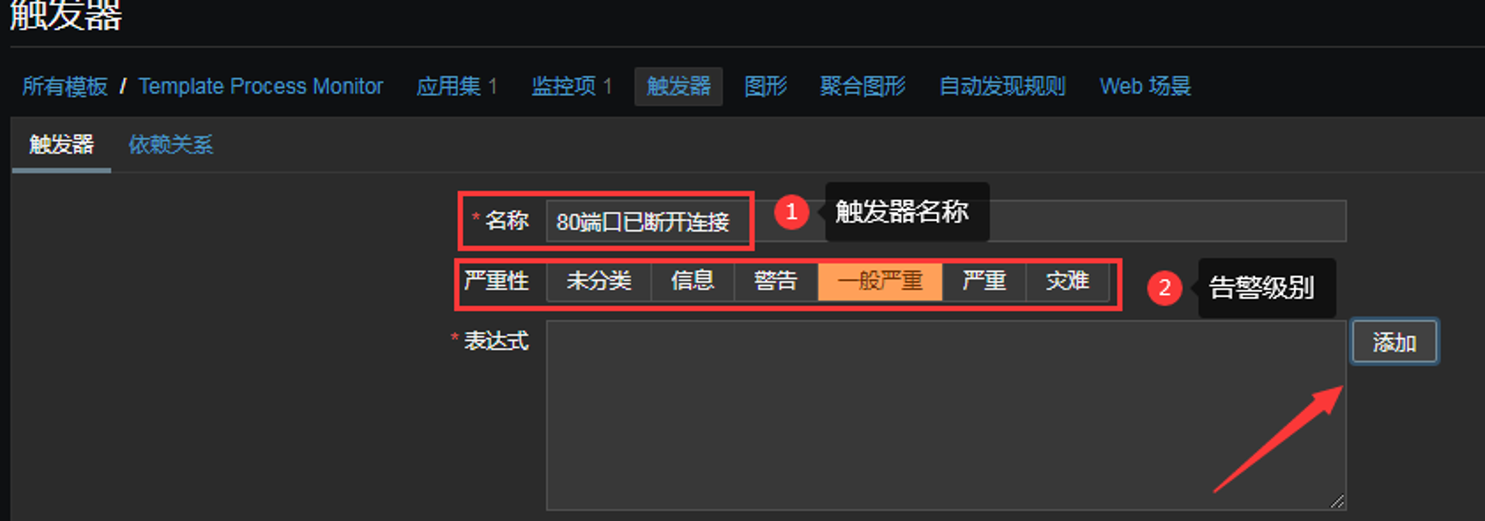 触发器
所有模板 / Template Process Monitor 应用集 1 监控项 1 触发器 图形 聚合图形 自动发现规则 Web 场景
触发器 依赖关系
* 名称 80端口已断开连接 1 触发器名称
严重性 未分类 信息 警告 一般严重 严重 灾难 2 告警级别
* 表达式 添加